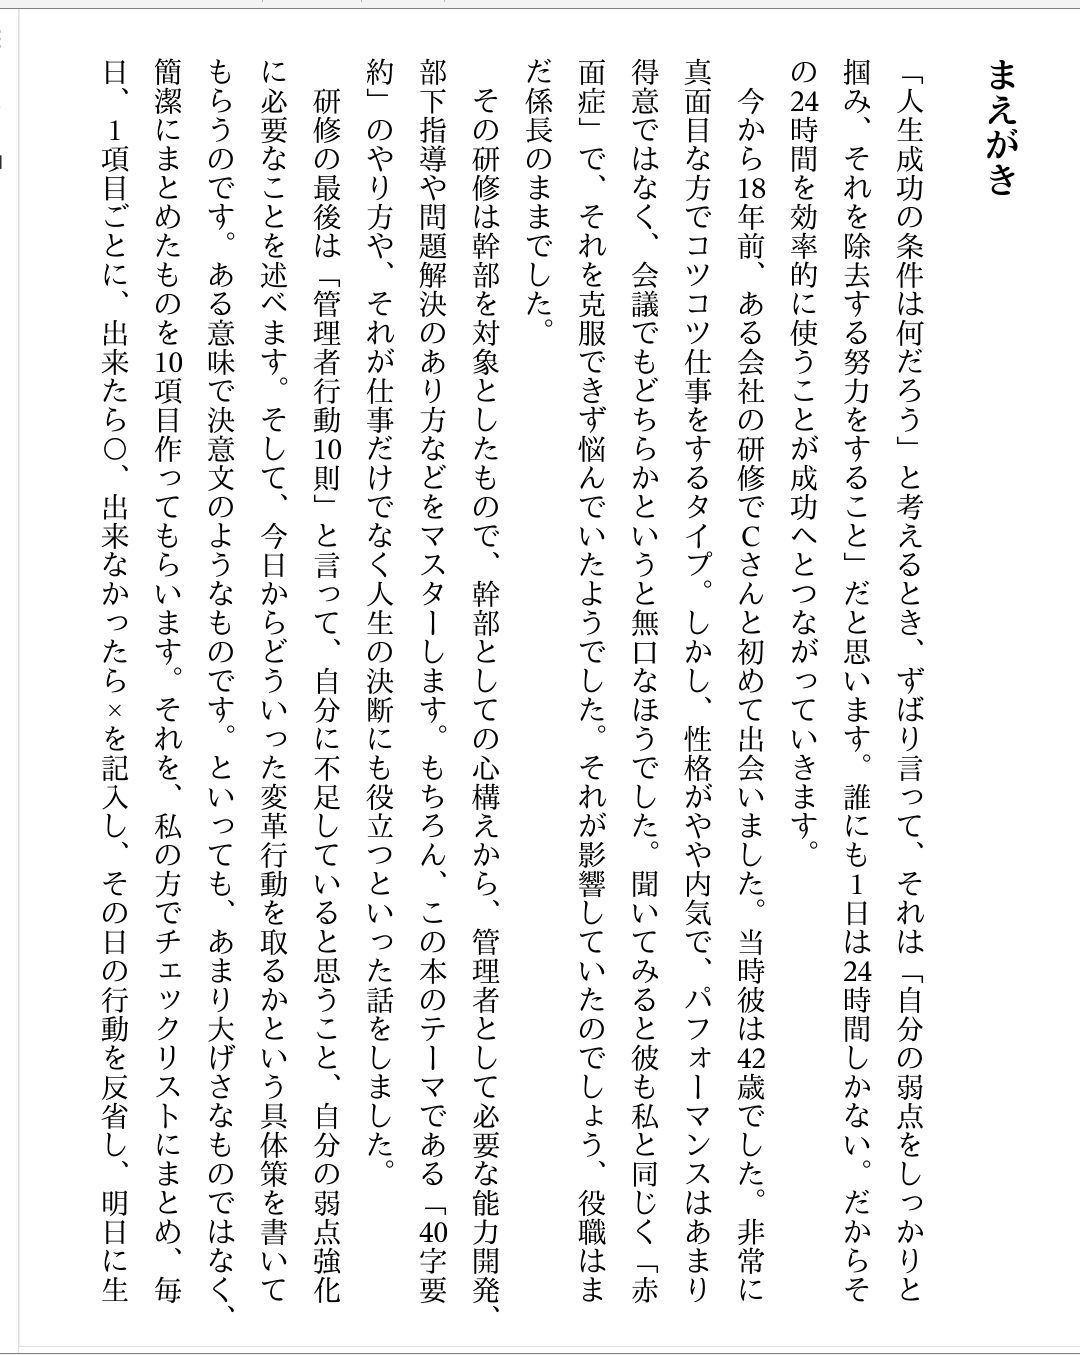 まえがき
「人生成功の条件は何だろう」と考えるとき、ずばり言って、それは「自分の弱点をしっかりと
掴み、それを除去する努力をすること」だと思います。誰にも1日は24時間しかない。だからそ
の24時間を効率的に使うことが成功へとつながっていきます。
今から18年前、ある会社の研修でCさんと初めて出会いました。当時彼は42歳でした。非常に
真面目な方でコツコツ仕事をするタイプ。しかし、性格がやや内気で、パフォーマンスはあまり
得意ではなく、会議でもどちらかというと無口なほうでした。聞いてみると彼も私と同じく「赤
面症」で、それを克服できず悩んでいたようでした。それが影響していたのでしょう、役職はま
だ係長のままでした。
その研修は幹部を対象としたもので、幹部としての心構えから、管理者として必要な能力開発、
部下指導や問題解決のあり方などをマスターします。もちろん、この本のテーマである「40字要
約」のやり方や、それが仕事だけでなく人生の決断にも役立つといった話をしました。
研修の最後は「管理者行動10則」と言って、自分に不足していると思うこと、自分の弱点強化
に必要なことを述べます。そして、今日からどういった変革行動を取るかという具体策を書いて
もらうのです。ある意味で決意文のようなものです。といっても、あまり大げさなものではなく、
簡潔にまとめたものを10項目作ってもらいます。それを、私の方でチェックリストにまとめ、毎
日、1項目ごとに、出来たら○、出来なかったら×を記入し、その日の行動を反省し、明日に生